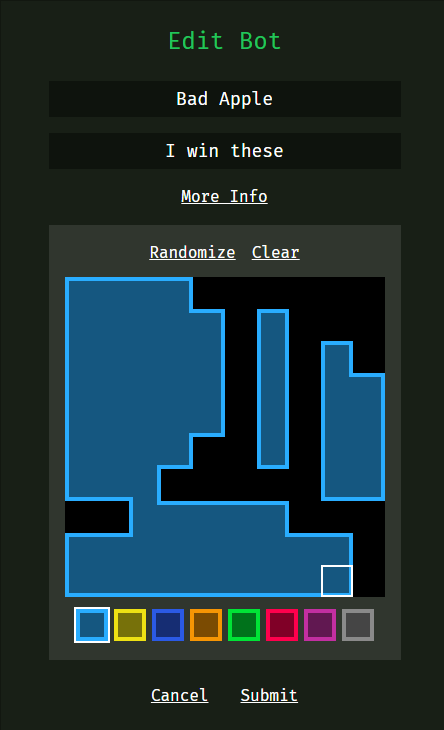 Edit Bot
Bad Apple
I win these
More Info
Randomize Clear
Cancel Submit